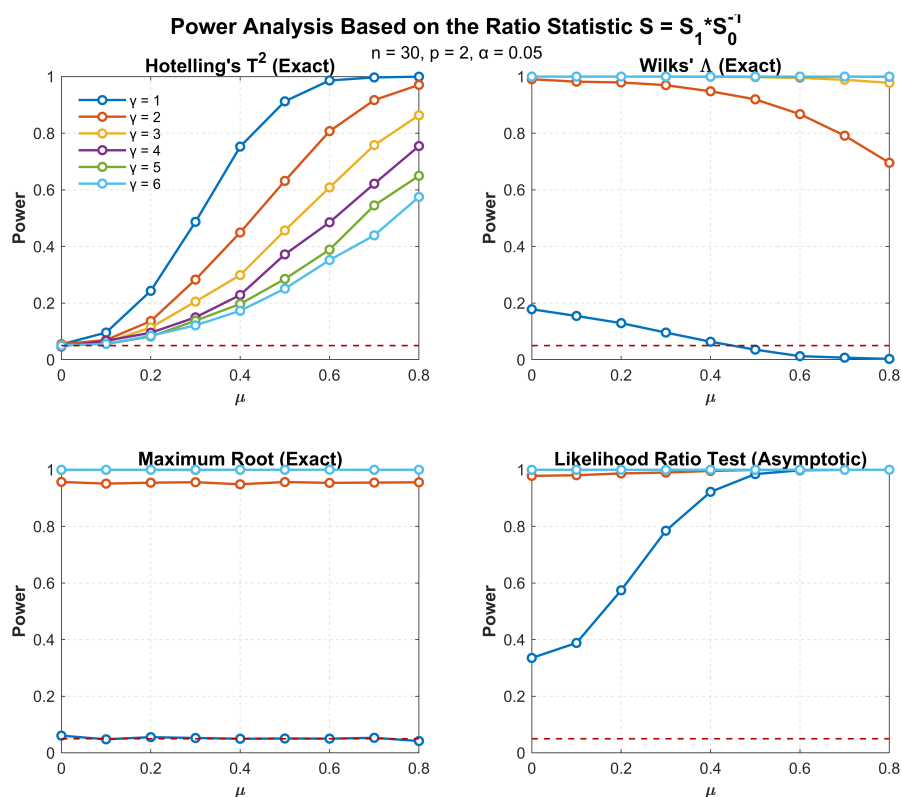 Power Analysis Based on the Ratio Statistic S = S₁*S₀⁻¹
n = 30, p = 2, α = 0.05
Hotelling's T² (Exact)
1
0.8
0.6
0.4
0.2
0
Power
γ = 1
γ = 2
γ = 3
γ = 4
γ = 5
γ = 6
0 0.2 0.4 0.6 0.8
μ
Wilks' Λ (Exact)
1
0.8
0.6
0.4
0.2
0
Power
0 0.2 0.4 0.6 0.8
μ
Maximum Root (Exact)
1
0.8
0.6
0.4
0.2
0
Power
0 0.2 0.4 0.6 0.8
μ
Likelihood Ratio Test (Asymptotic)
1
0.8
0.6
0.4
0.2
0
Power
0 0.2 0.4 0.6 0.8
μ